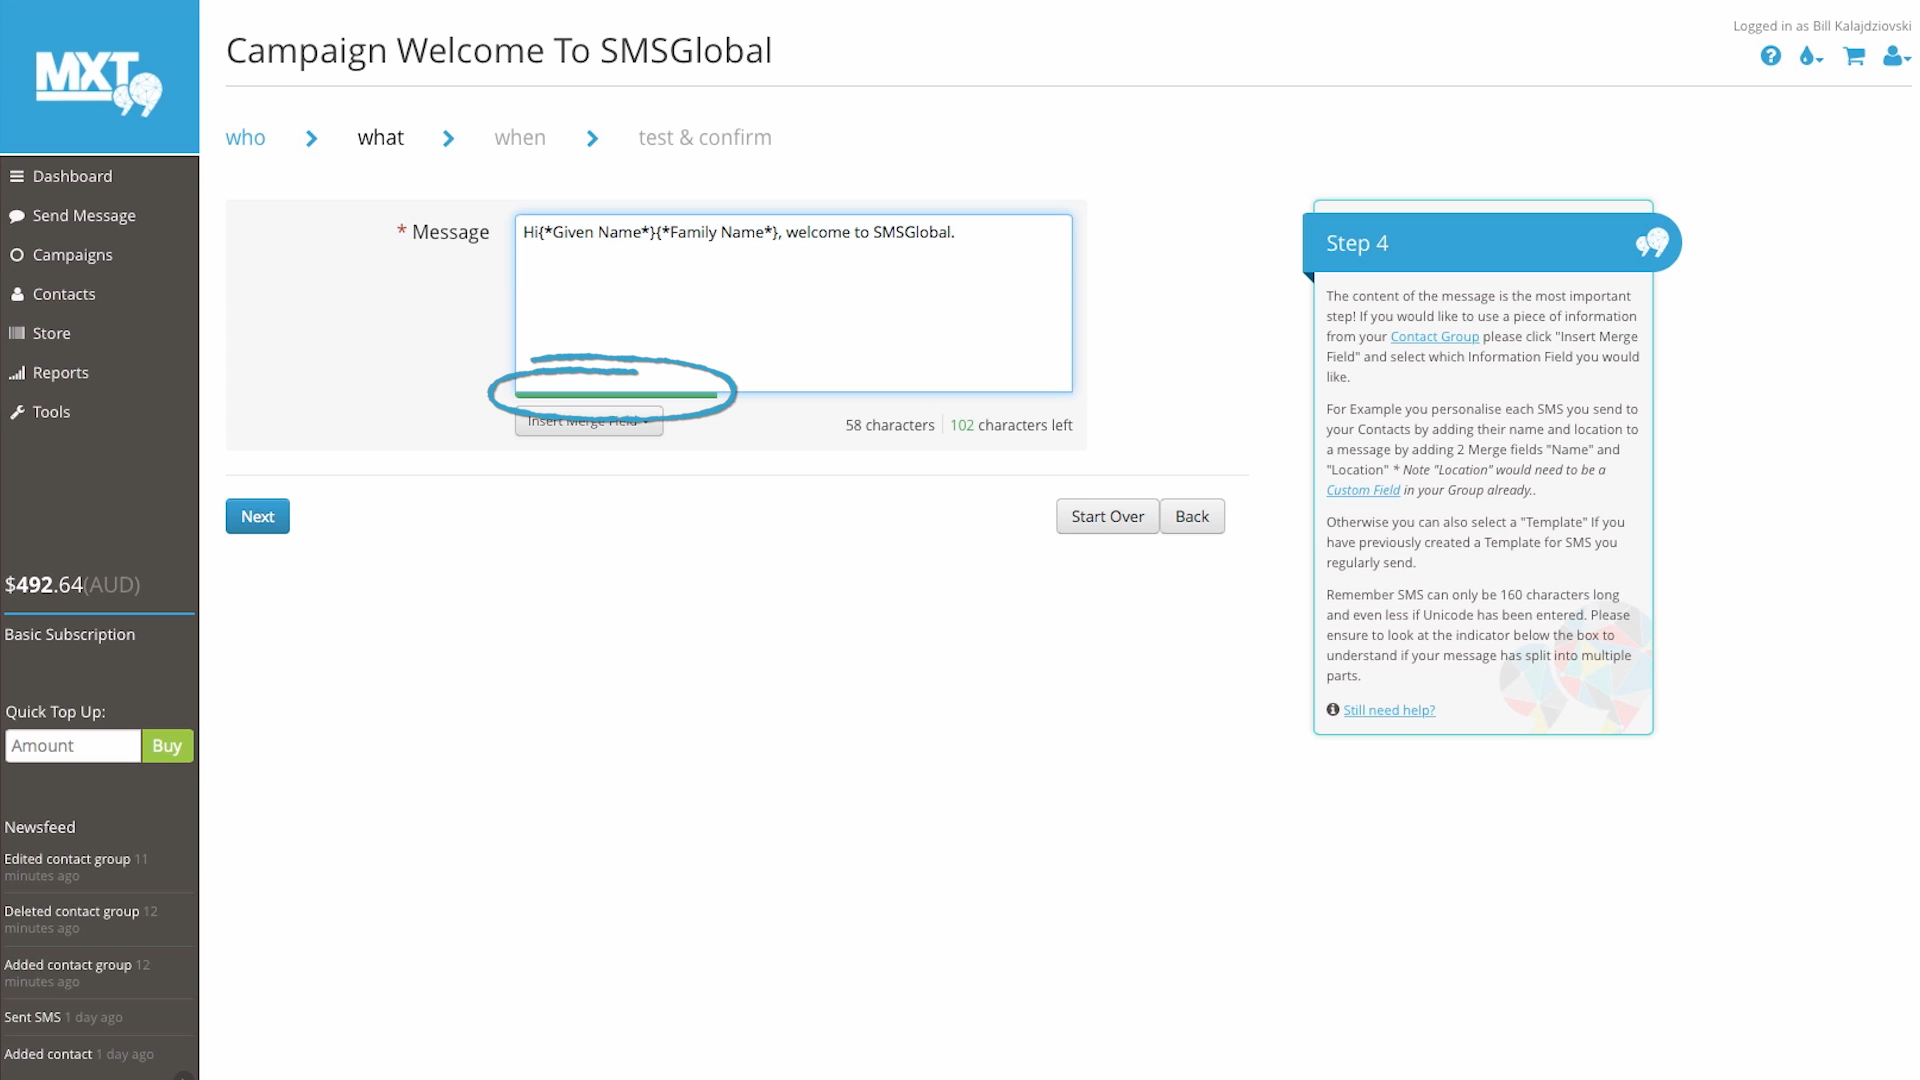 MXT
Campaign Welcome To SMSGlobal
Logged in as Bill Kalajdziovski
who
what
when
test & confirm
Dashboard
Send Message
Campaigns
Contacts
Store
Reports
Tools
* Message
Hi{*Given Name*}{*Family Name*}, welcome to SMSGlobal.
Insert Merge Field
58 characters
102 characters left
Next
Start Over
Back
Step 4
The content of the message is the most important
step! If you would like to use a piece of information
from your Contact Group please click "Insert Merge
Field" and select which Information Field you would
like.
For Example you personalise each SMS you send to
your Contacts by adding their name and location to
a message by adding 2 Merge fields "Name" and
"Location" * Note "Location" would need to be a
Custom Field in your Group already..
Otherwise you can also select a "Template" If you
have previously created a Template for SMS you
regularly send.
Remember SMS can only be 160 characters long
and even less if Unicode has been entered. Please
ensure to look at the indicator below the box to
understand if your message has split into multiple
parts.
Still need help?
$492.64(AUD)
Basic Subscription
Quick Top Up:
Amount
Buy
Newsfeed
Edited contact group 11
minutes ago
Deleted contact group 12
minutes ago
Added contact group 12
minutes ago
Sent SMS 1 day ago
Added contact 1 day ago